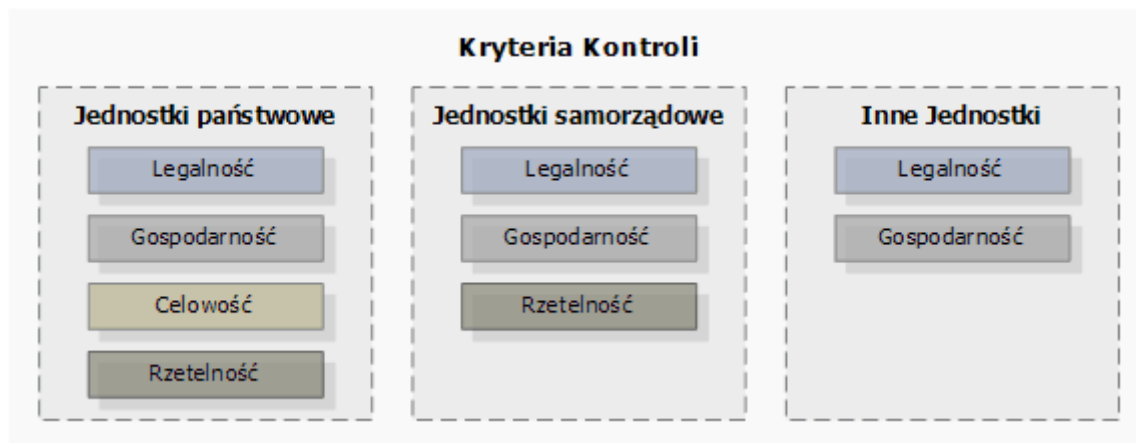 Kryteria Kontroli
Jednostki państwowe
Legalność
Gospodarność
Celowość
Rzetelność
Jednostki samorządowe
Legalność
Gospodarność
Rzetelność
Inne Jednostki
Legalność
Gospodarność